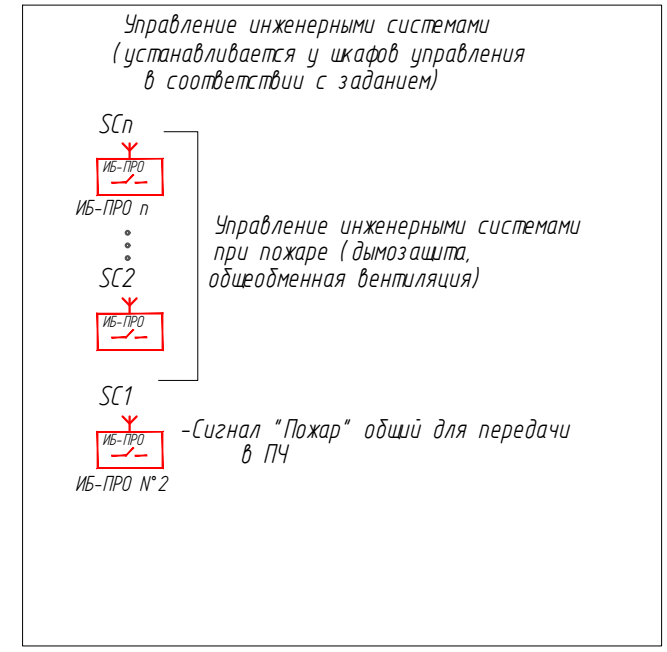 Управление инженерными системами
(устанавливается у шкафов управления
в соответствии с заданием)
SCn
ИБ-ПРО
ИБ-ПРО n
Управление инженерными системами
при пожаре (дымозащита,
общеобменная вентиляция)
SC2
ИБ-ПРО
SC1
ИБ-ПРО
-Сигнал "Пожар" общий для передачи
в ПЧ
ИБ-ПРО N°2